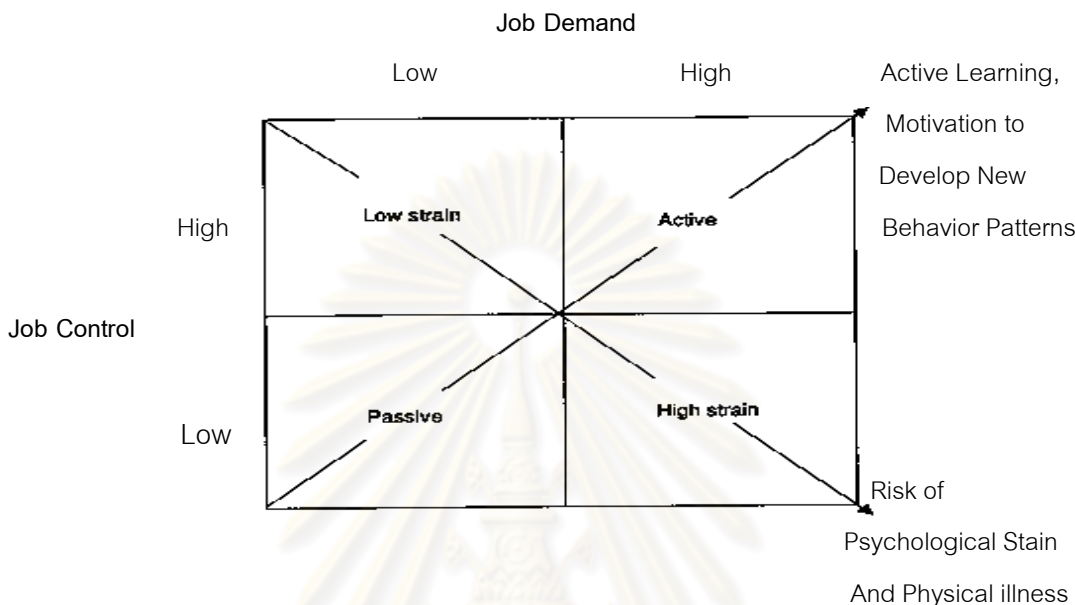 Job Demand
Low High Active Learning,
Motivation to
Develop New
Behavior Patterns
High
Low strain
Active
Job Control
Passive
High strain
Low
Risk of
Psychological Stain
And Physical illness